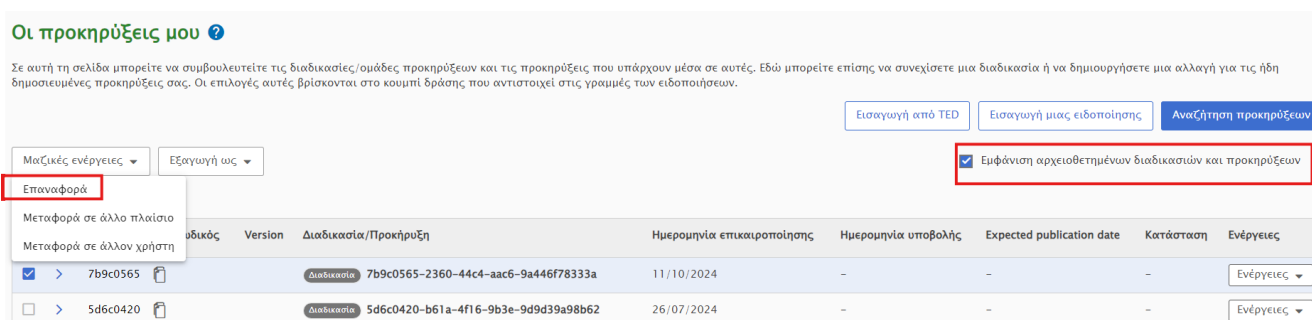 Οι προκηρύξεις μου ?
Σε αυτή τη σελίδα μπορείτε να συμβουλευτείτε τις διαδικασίες/ομάδες προκηρύξεων και τις προκηρύξεις που υπάρχουν μέσα σε αυτές. Εδώ μπορείτε επίσης να συνεχίσετε μια διαδικασία ή να δημιουργήσετε μια αλλαγή για τις ήδη
δημοσιευμένες προκηρύξεις σας. Οι επιλογές αυτές βρίσκονται στο κουμπί δράσης που αντιστοιχεί στις γραμμές των ειδοποιήσεων.
Εισαγωγή από TED Εισαγωγή μιας ειδοποίησης Αναζήτηση προκηρύξεων
Μαζικές ενέργειες Εξαγωγή ως Εμφάνιση αρχειοθετημένων διαδικασιών και προκηρύξεων
Επαναφορά
Μεταφορά σε άλλο πλαίσιο
Μεταφορά σε άλλον χρήστη
Version Διαδικασία/Προκήρυξη Ημερομηνία επικαιροποίησης Ημερομηνία υποβολής Expected publication date Κατάσταση Ενέργειες
7b9c0565 Διαδικασία 7b9c0565-2360-44c4-aac6-9a446f78333a 11/10/2024 – – – Ενέργειες
5d6c0420 Διαδικασία 5d6c0420-b61a-4f16-9b3e-9d9d39a98b62 26/07/2024 – – – Ενέργειες